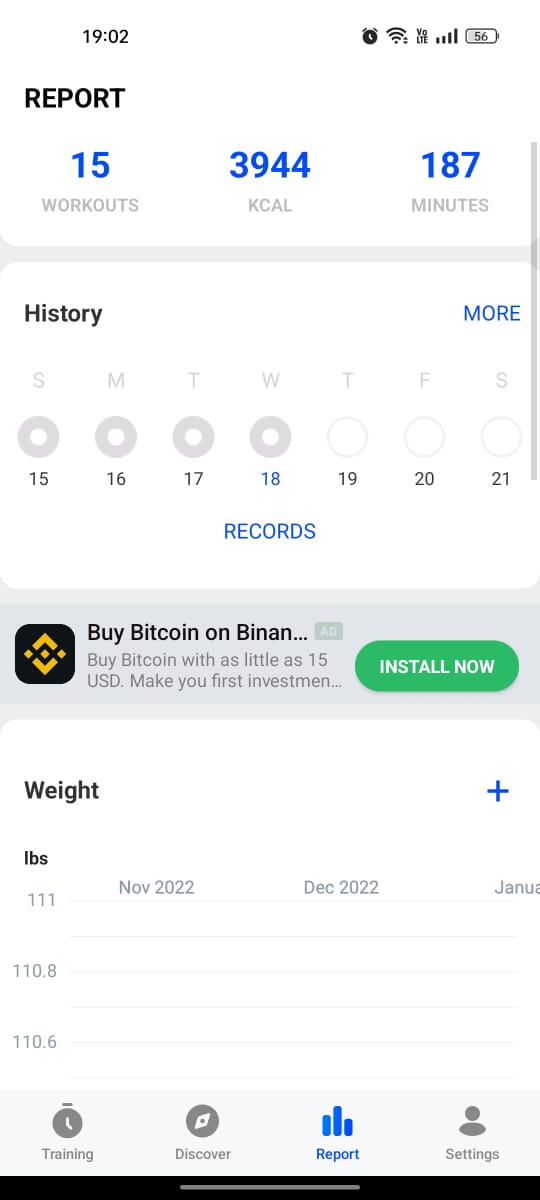 19:02
Vo LTE
56
REPORT
15 3944 187
WORKOUTS KCAL MINUTES
History MORE
S M T W T F S
15 16 17 18 19 20 21
RECORDS
Buy Bitcoin on Binan... AD
Buy Bitcoin with as little as 15
USD. Make you first investmen...
INSTALL NOW
Weight +
lbs
Nov 2022 Dec 2022 Janua
111
110.8
110.6
Training Discover Report Settings